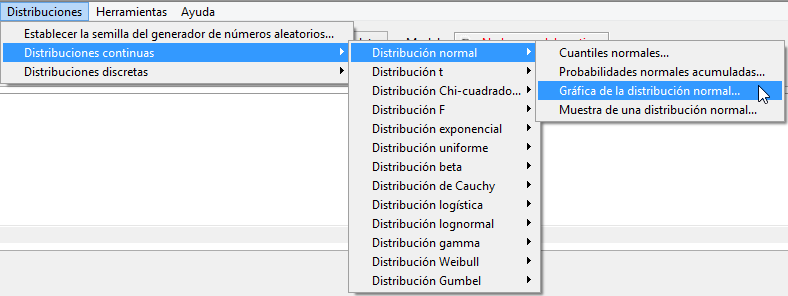 Distribuciones Herramientas Ayuda
Establecer la semilla del generador de números aleatorios...
Distribuciones continuas
Distribuciones discretas
Distribución normal
Distribución t
Distribución Chi-cuadrado...
Distribución F
Distribución exponencial
Distribución uniforme
Distribución beta
Distribución de Cauchy
Distribución logística
Distribución lognormal
Distribución gamma
Distribución Weibull
Distribución Gumbel
Cuantiles normales...
Probabilidades normales acumuladas...
Gráfica de la distribución normal...
Muestra de una distribución normal...